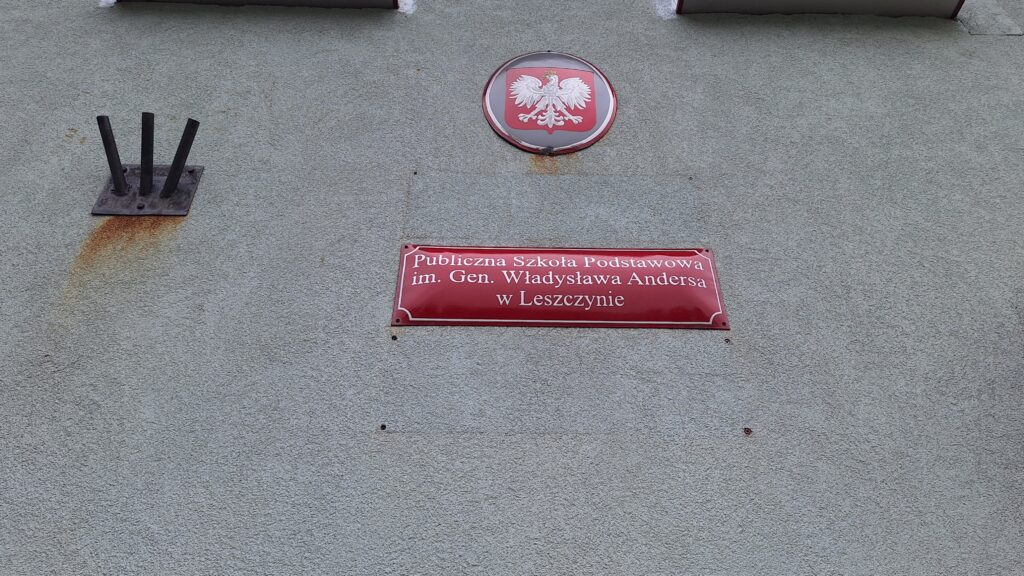 Publiczna Szkoła Podstawowa
im. Gen. Władysława Andersa
w Leszczynie